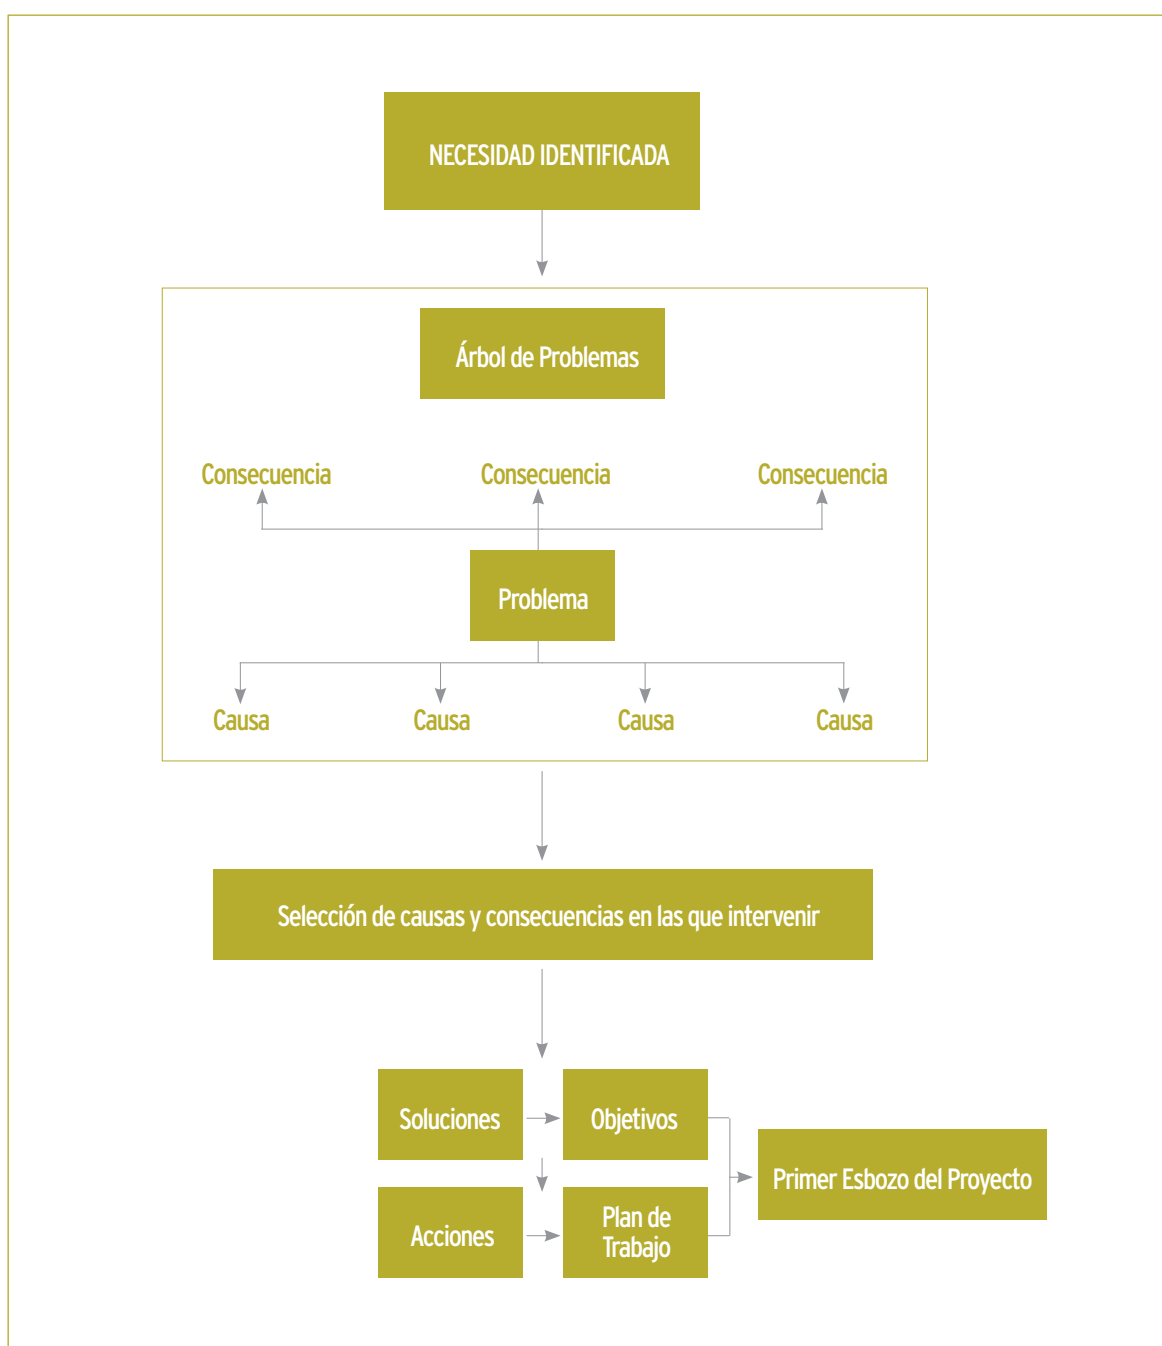 NECESIDAD IDENTIFICADA
Árbol de Problemas
Consecuencia
Consecuencia
Consecuencia
Problema
Causa
Causa
Causa
Causa
Selección de causas y consecuencias en las que intervenir
Soluciones
Objetivos
Primer Esbozo del Proyecto
Acciones
Plan de
Trabajo